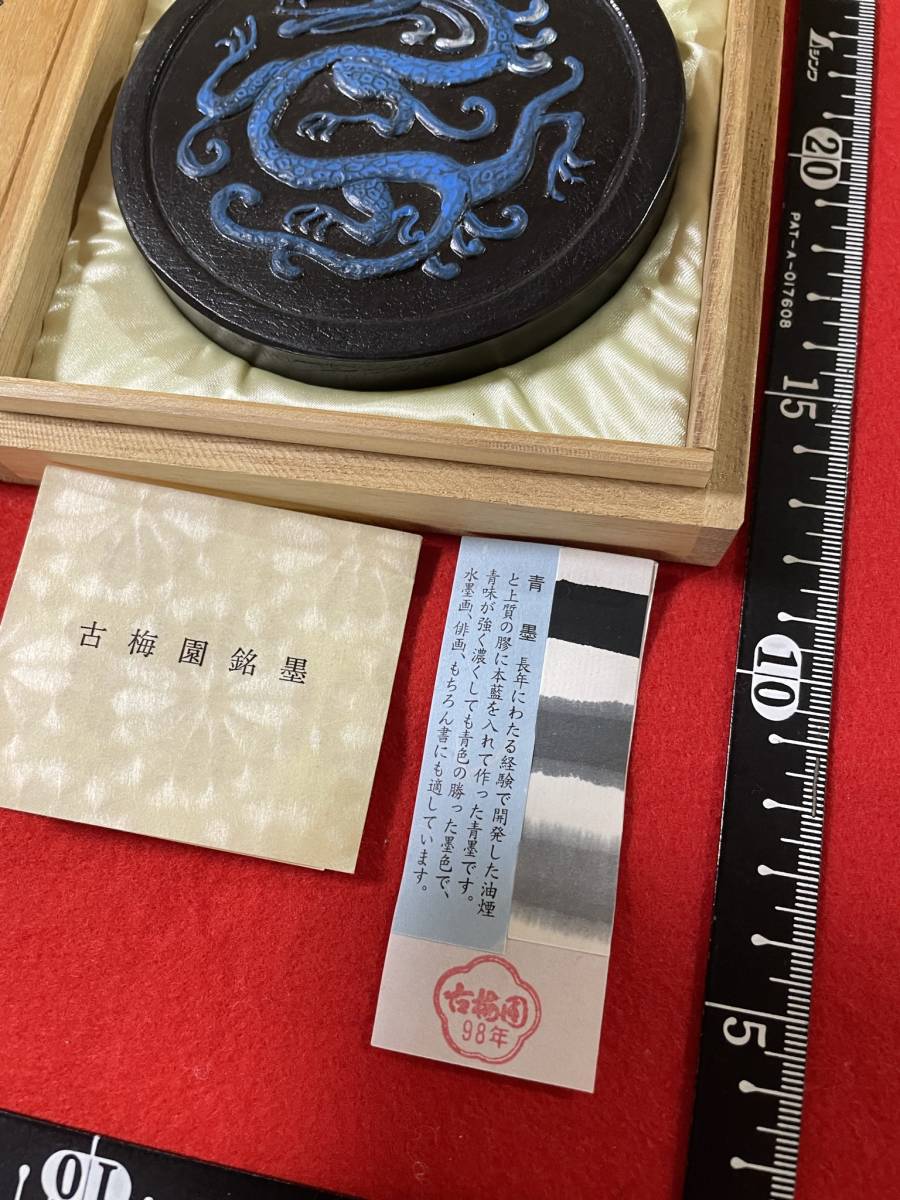 シンワ
20
PAT-A-017608
15
10
5
古梅園銘墨
青墨
長年にわたる経験で開発した油煙
と上質の膠に本藍を入れて作った青墨です。
青味が強く濃くしても青色の勝った墨色で、
水墨画、俳画、もちろん書にも適しています。
古梅園
98年
10